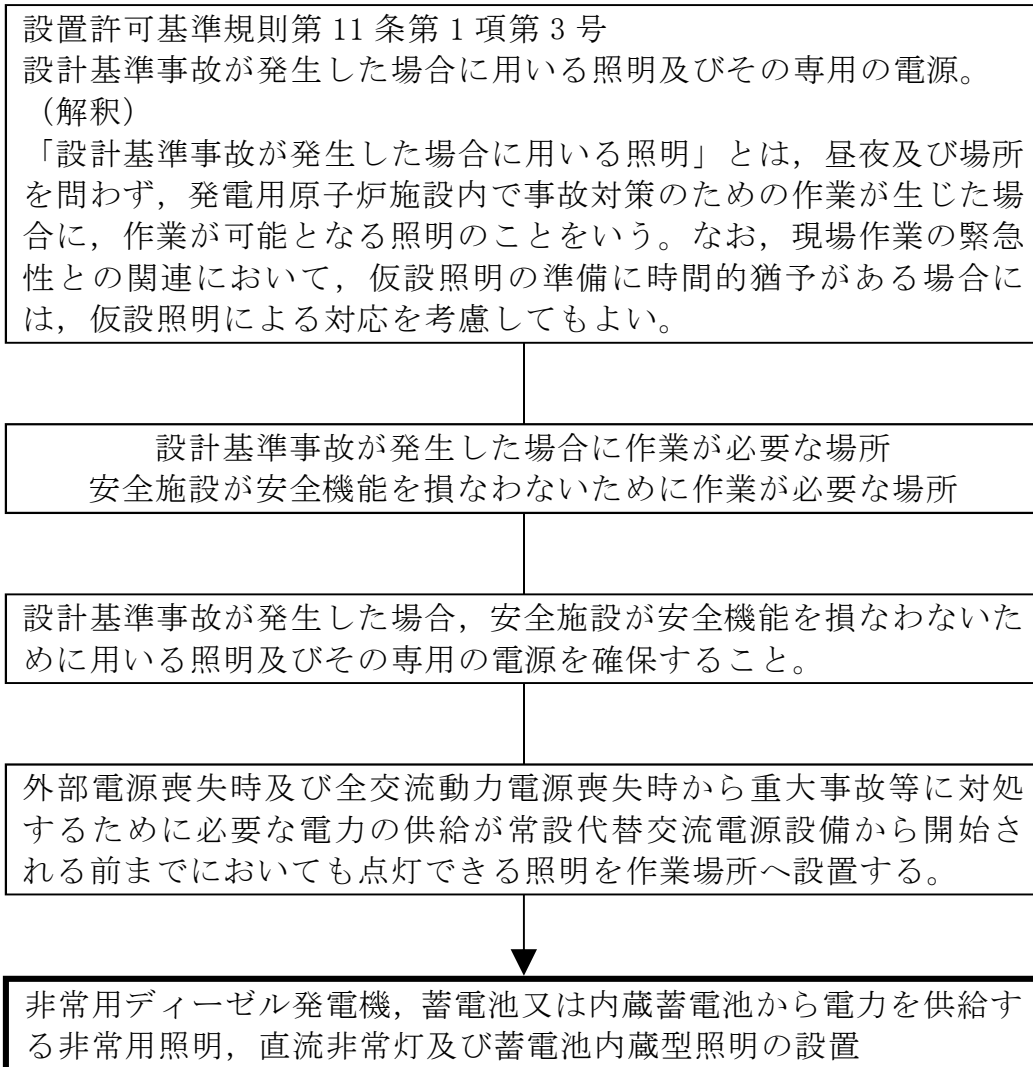 設置許可基準規則第 11 条第 1 項第 3 号
設計基準事故が発生した場合に用いる照明及びその専用の電源。
（解釈）
「設計基準事故が発生した場合に用いる照明」とは，昼夜及び場所
を問わず，発電用原子炉施設内で事故対策のための作業が生じた場
合に，作業が可能となる照明のことをいう。なお，現場作業の緊急
性との関連において，仮設照明の準備に時間的猶予がある場合に
は，仮設照明による対応を考慮してもよい。
設計基準事故が発生した場合に作業が必要な場所
安全施設が安全機能を損なわないために作業が必要な場所
設計基準事故が発生した場合，安全施設が安全機能を損なわないた
めに用いる照明及びその専用の電源を確保すること。
外部電源喪失時及び全交流動力電源喪失時から重大事故等に対処
するために必要な電力の供給が常設代替交流電源設備から開始さ
れる前までにおいても点灯できる照明を作業場所へ設置する。
非常用ディーゼル発電機，蓄電池又は内蔵蓄電池から電力を供給す
る非常用照明，直流非常灯及び蓄電池内蔵型照明の設置